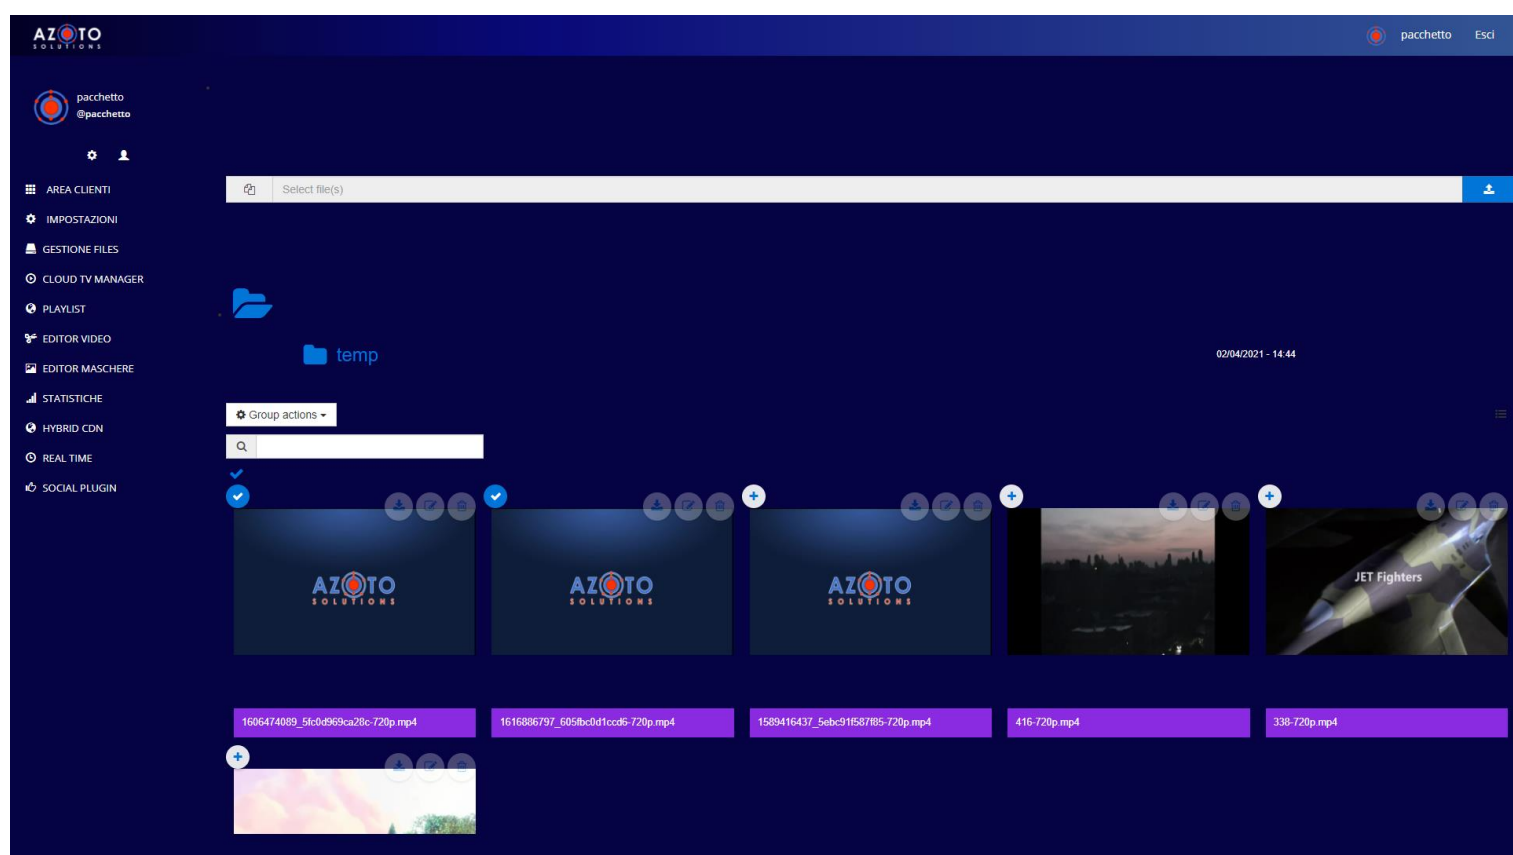 AZOTO
SOLUTIONS
pacchetto
Esci
pacchetto
@pacchetto
AREA CLIENTI
IMPOSTAZIONI
GESTIONE FILES
CLOUD TV MANAGER
PLAYLIST
EDITOR VIDEO
EDITOR MASCHERE
STATISTICHE
HYBRID CDN
REAL TIME
SOCIAL PLUGIN
Select file(s)
temp
02/04/2021 - 14:44
Group actions
AZOTO
SOLUTIONS
AZOTO
SOLUTIONS
AZOTO
SOLUTIONS
JET Fighters
1606474089_5fc0d969ca28c-720p.mp4
1616886797_605fbc0d1ccd6-720p.mp4
1589416437_5ebc91f587f85-720p.mp4
416-720p.mp4
338-720p.mp4